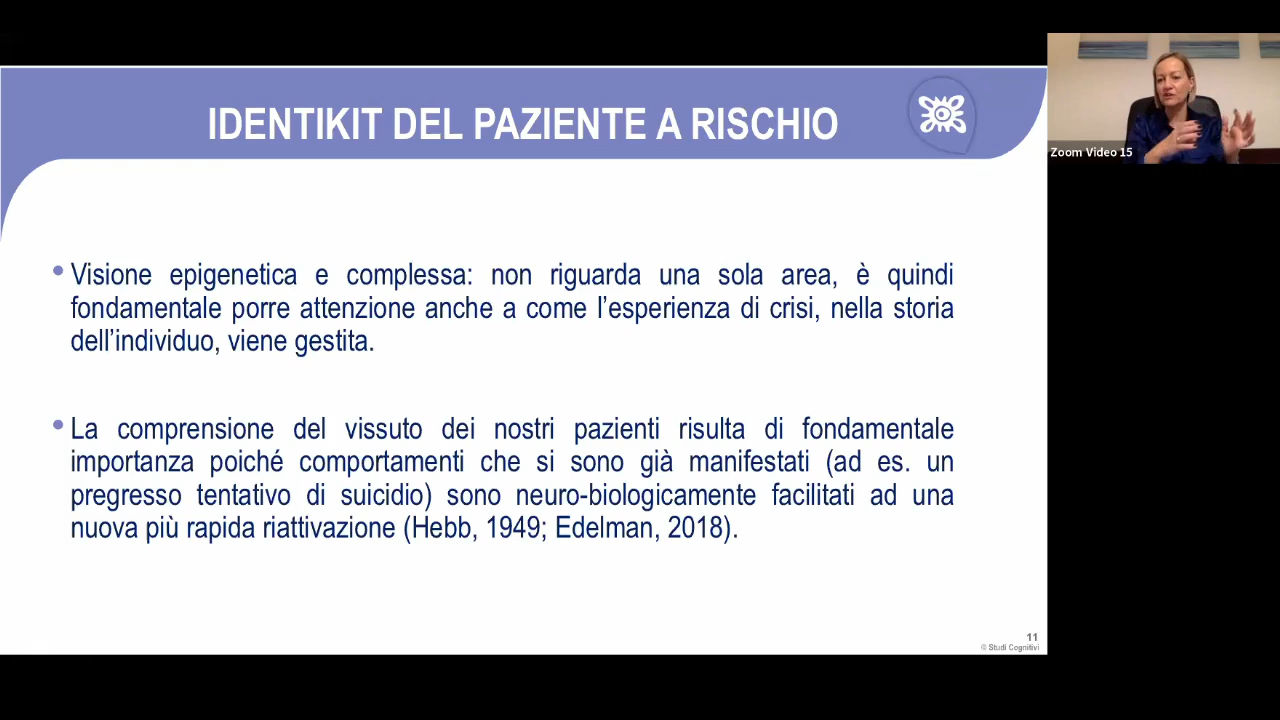 IDENTIKIT DEL PAZIENTE A RISCHIO
Zoom Video 15
• Visione epigenetica e complessa: non riguarda una sola area, è quindi
fondamentale porre attenzione anche a come l'esperienza di crisi, nella storia
dell'individuo, viene gestita.
• La comprensione del vissuto dei nostri pazienti risulta di fondamentale
importanza poiché comportamenti che si sono già manifestati (ad es. un
pregresso tentativo di suicidio) sono neuro-biologicamente facilitati ad una
nuova più rapida riattivazione (Hebb, 1949; Edelman, 2018).
11
© Studi Cognitivi